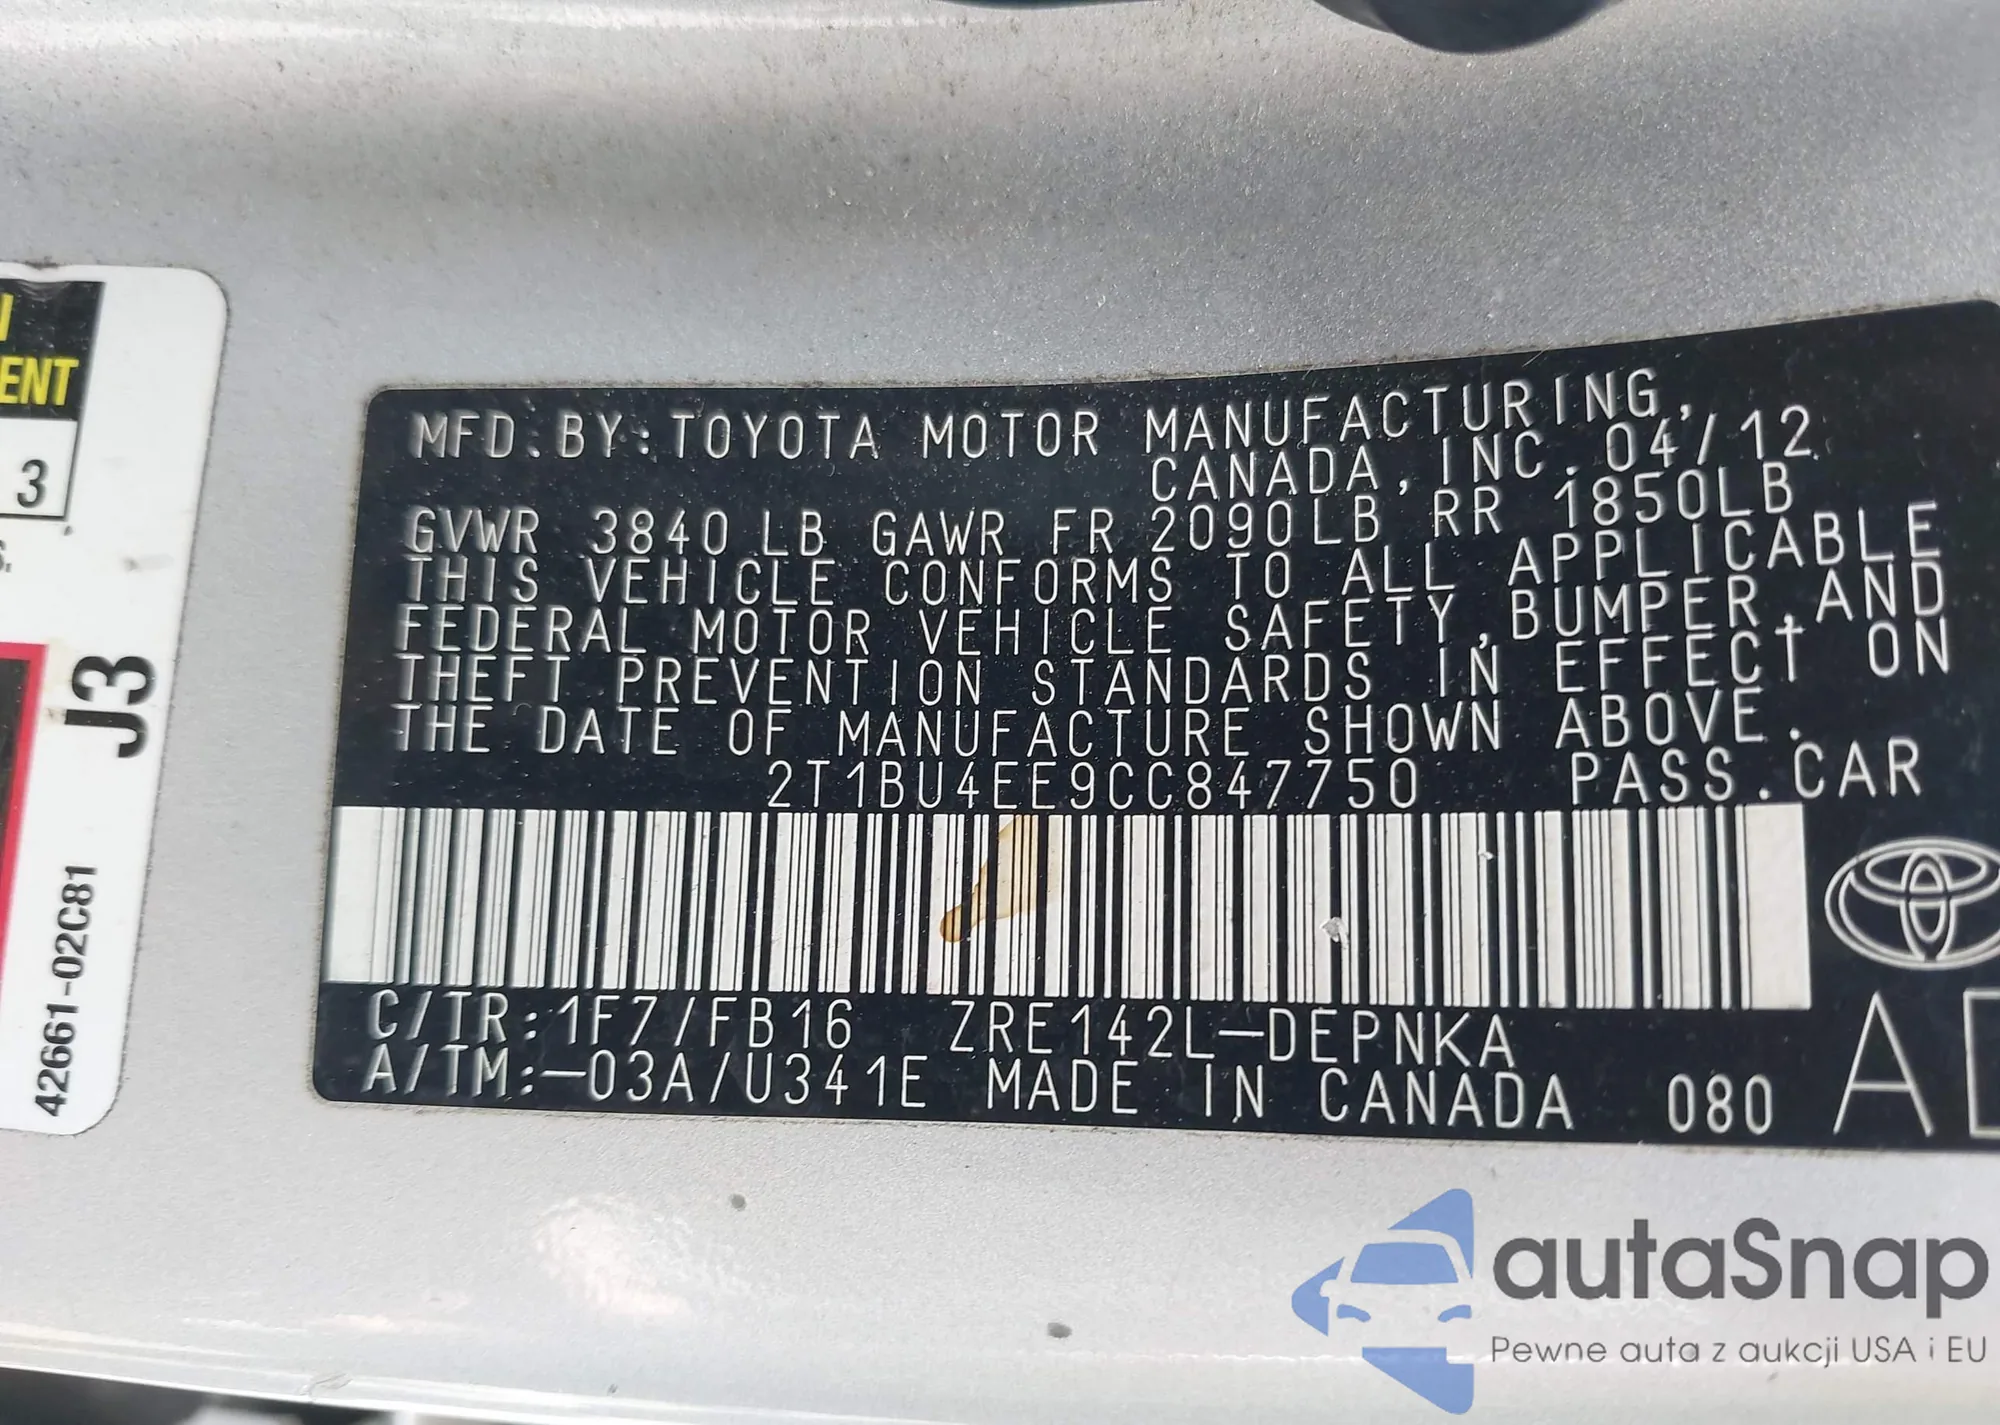 ENT
3
J3
42661-02C81
MFD.BY:TOYOTA MOTOR MANUFACTURING,
CANADA, INC. 04/12
GVWR 3840 LB GAWR FR 2090LB RR 1850LB
THIS VEHICLE CONFORMS TO ALL APPLICABLE
FEDERAL MOTOR VEHICLE SAFETY,BUMPER,AND
THEFT PREVENTION STANDARDS IN EFFECT ON
THE DATE OF MANUFACTURE SHOWN ABOVE.
2T1BU4EE9CC847750 PASS.CAR
C/TR:1F7/FB16 ZRE142L-DEPNKA
A/TM:-03A/U341E MADE IN CANADA 080
A
autaSnap
Pewne auta z aukcji USA i EU